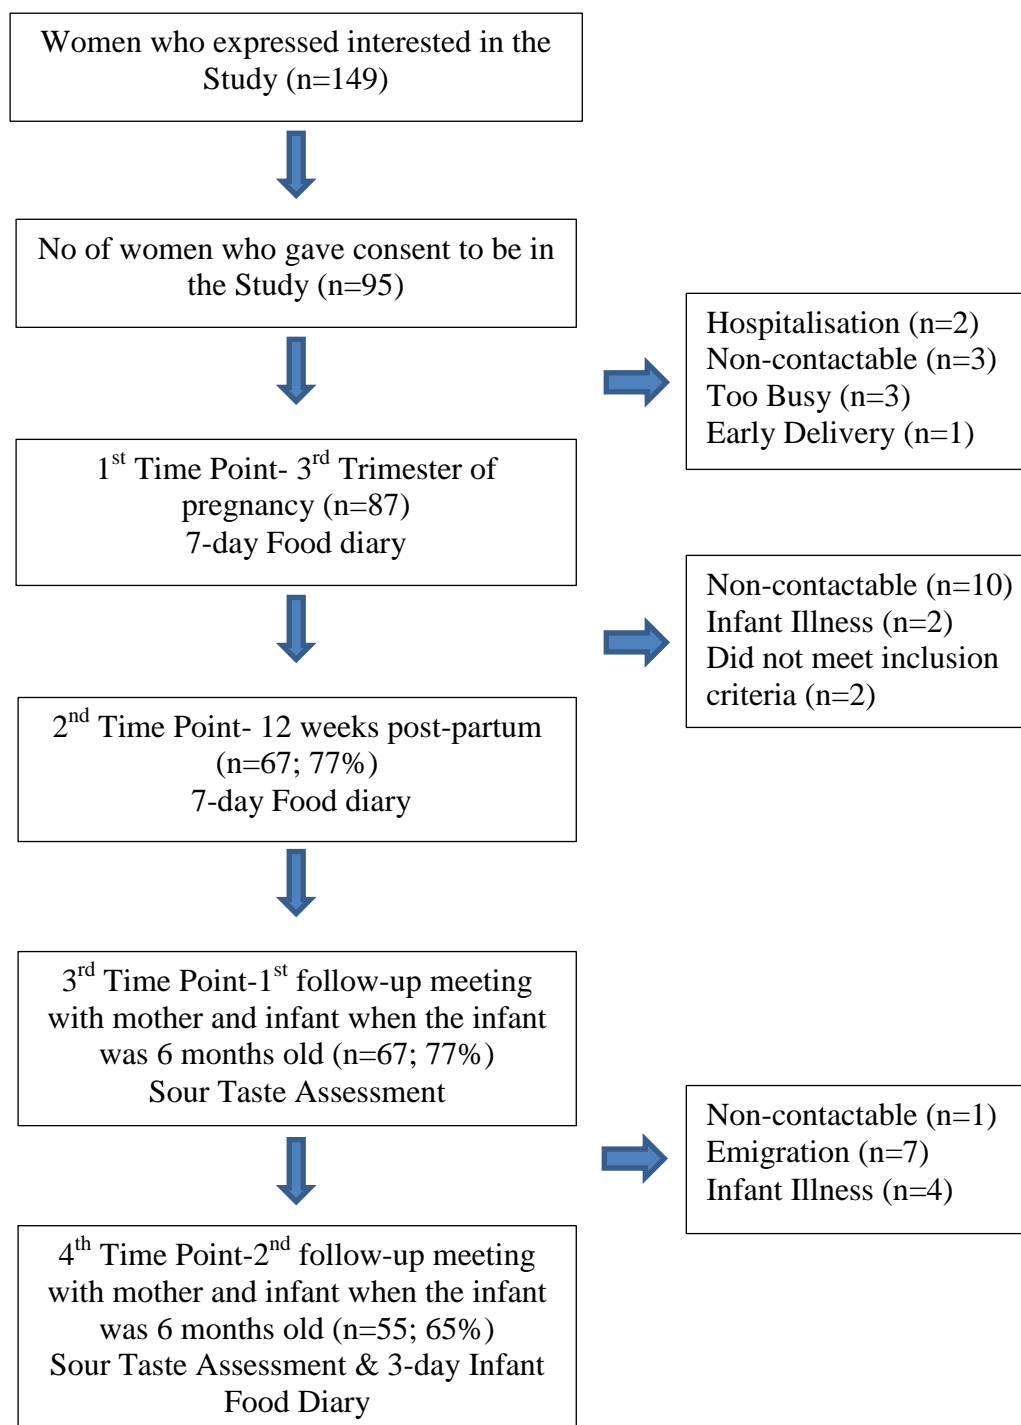 Women who expressed interested in the
Study (n=149)
No of women who gave consent to be in
the Study (n=95)
Hospitalisation (n=2)
Non-contactable (n=3)
Too Busy (n=3)
Early Delivery (n=1)
1st Time Point- 3rd Trimester of
pregnancy (n=87)
7-day Food diary
Non-contactable (n=10)
Infant Illness (n=2)
Did not meet inclusion
criteria (n=2)
2nd Time Point- 12 weeks post-partum
(n=67; 77%)
7-day Food diary
3rd Time Point-1st follow-up meeting
with mother and infant when the infant
was 6 months old (n=67; 77%)
Sour Taste Assessment
Non-contactable (n=1)
Emigration (n=7)
Infant Illness (n=4)
4th Time Point-2nd follow-up meeting
with mother and infant when the infant
was 6 months old (n=55; 65%)
Sour Taste Assessment & 3-day Infant
Food Diary